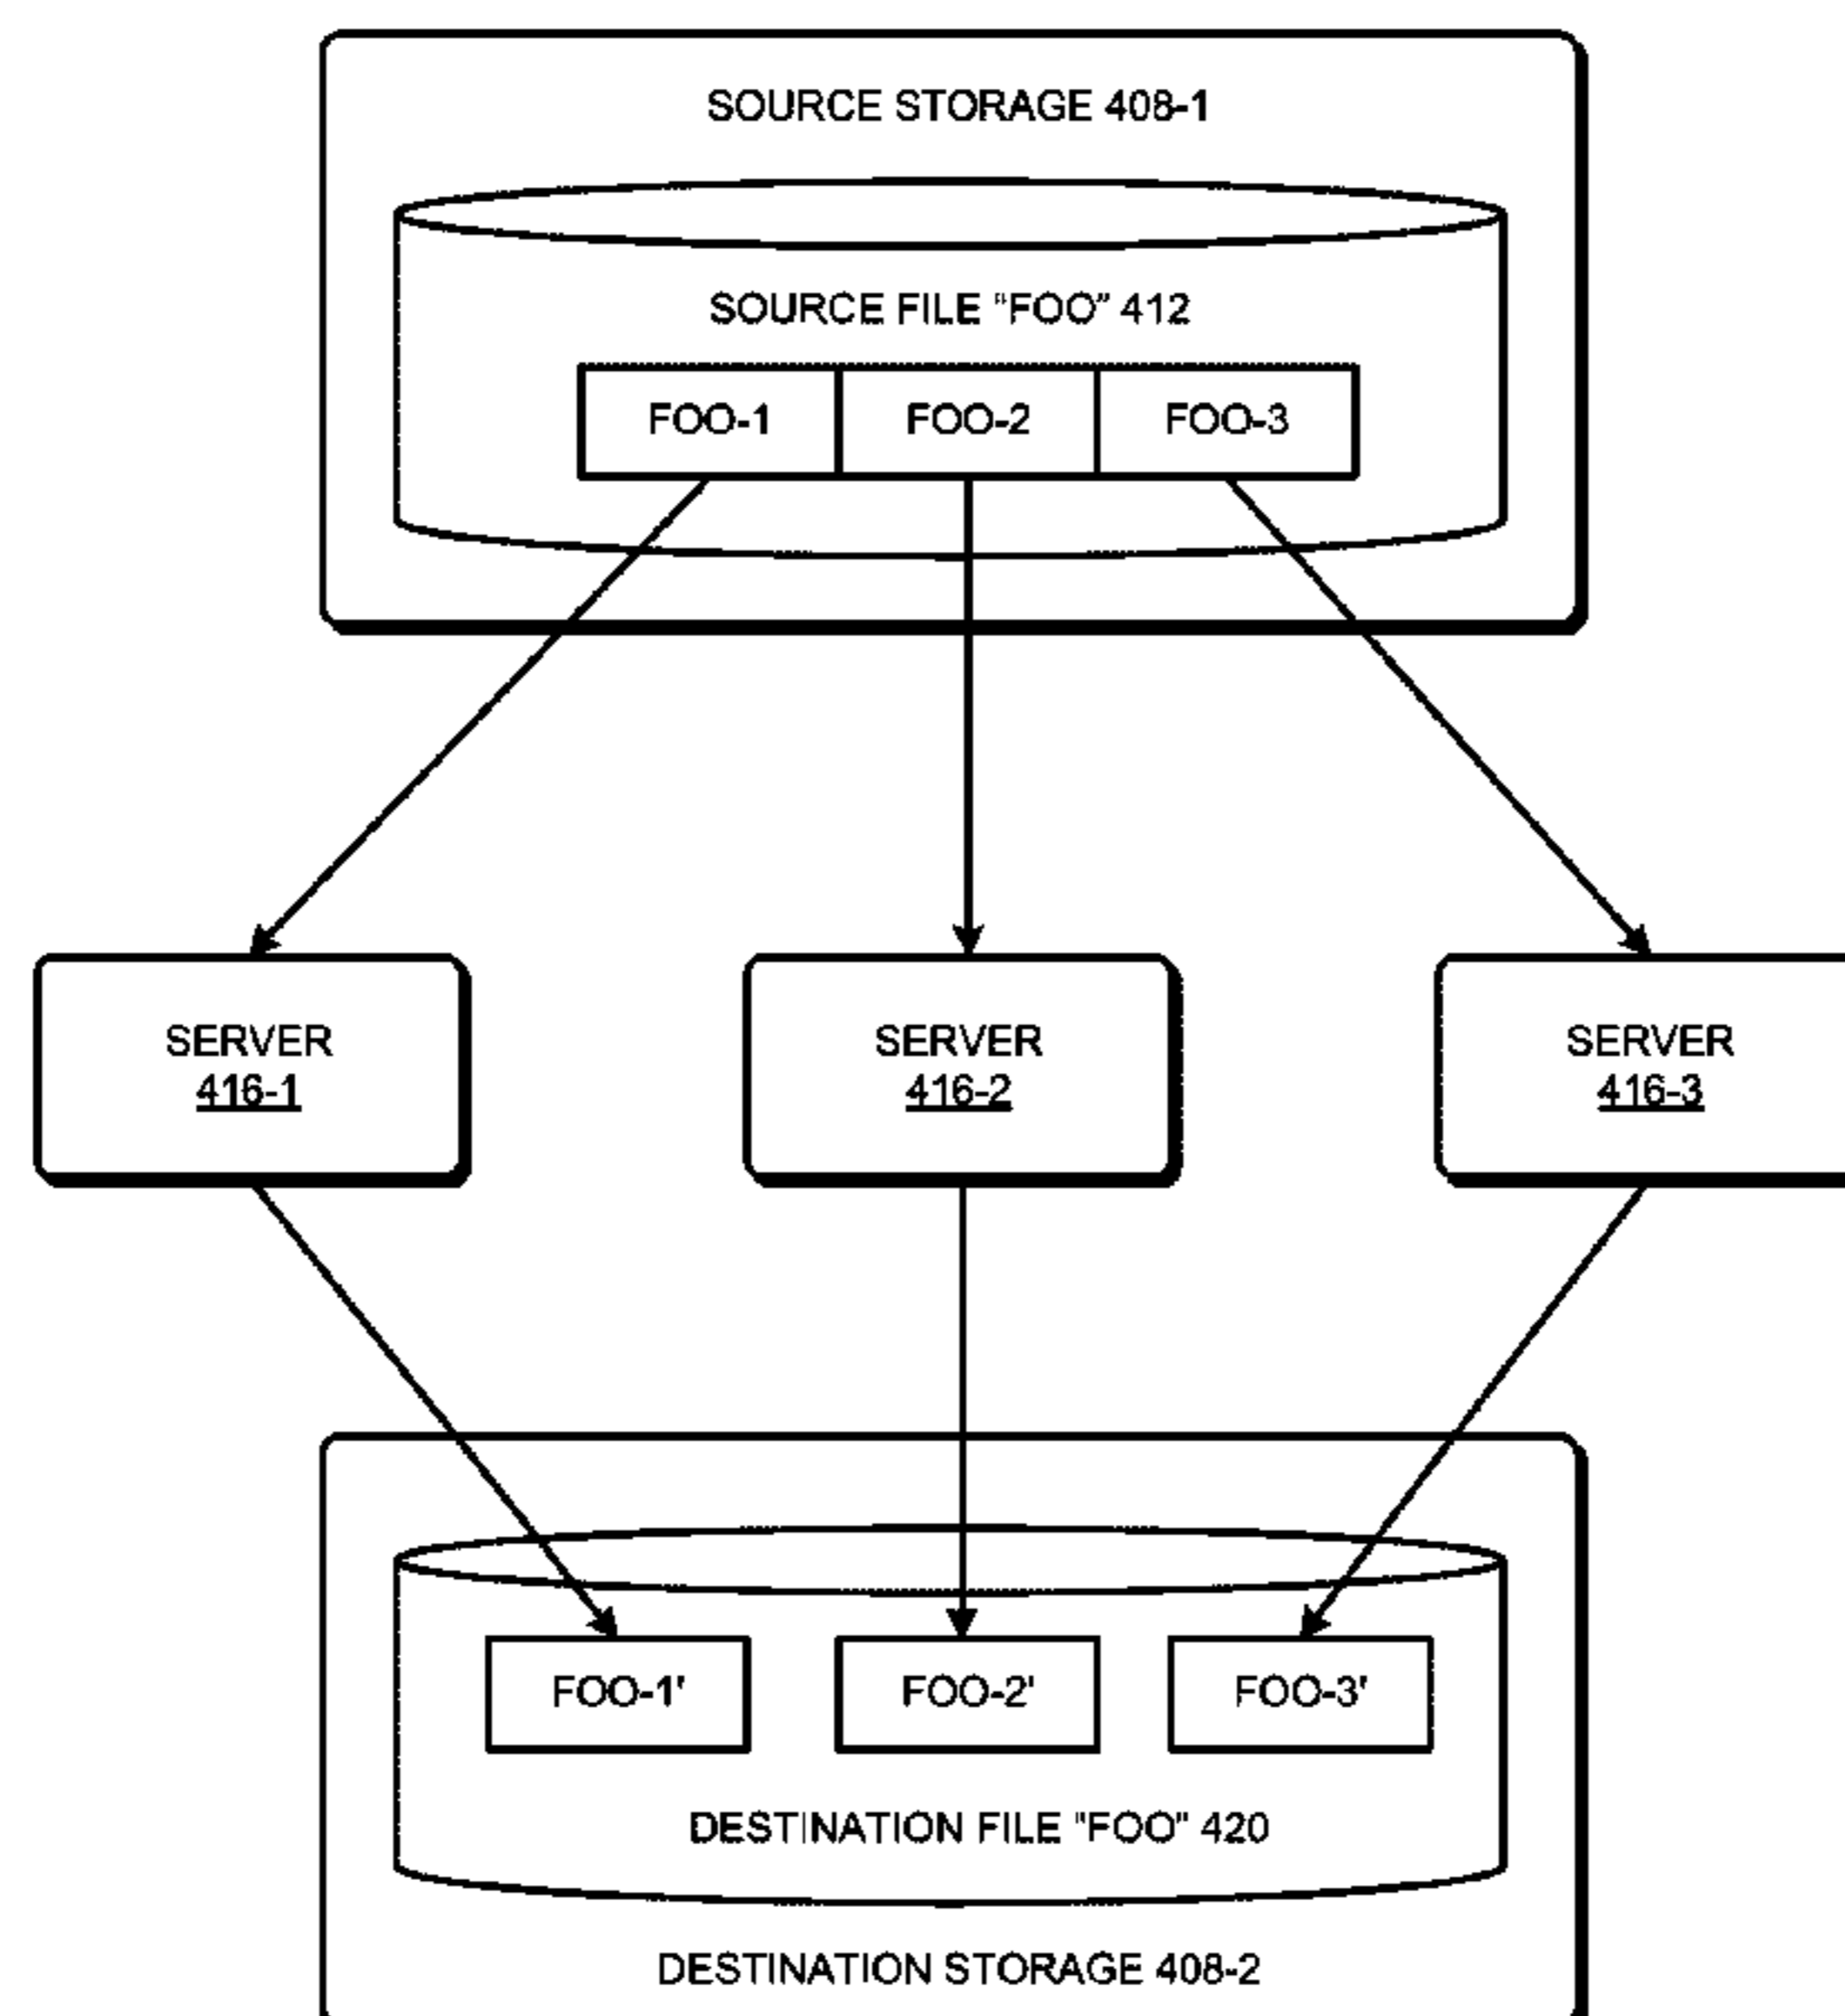 SOURCE STORAGE 408-1
SOURCE FILE "FOO" 412
FOO-1
FOO-2
FOO-3
SERVER
416-1
SERVER
416-2
SERVER
416-3
FOO-1'
FOO-2'
FOO-3'
DESTINATION FILE "FOO" 420
DESTINATION STORAGE 408-2